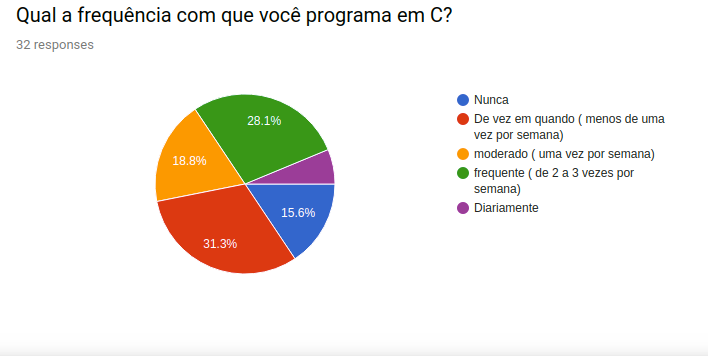 Qual a frequência com que você programa em C?
32 responses
28.1%
18.8%
15.6%
31.3%
Nunca
De vez em quando ( menos de uma
vez por semana)
moderado ( uma vez por semana)
frequente ( de 2 a 3 vezes por
semana)
Diariamente